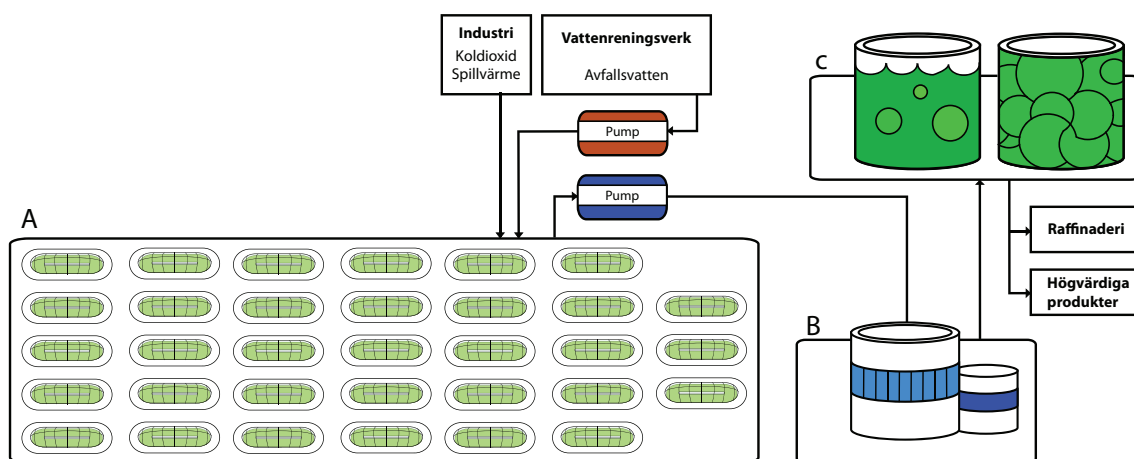 Industri
Koldioxid
Spillvärme
Vattenreningsverk
Avfallsvatten
Pump
Pump
A
C
Raffinaderi
Högvärdiga
produkter
B